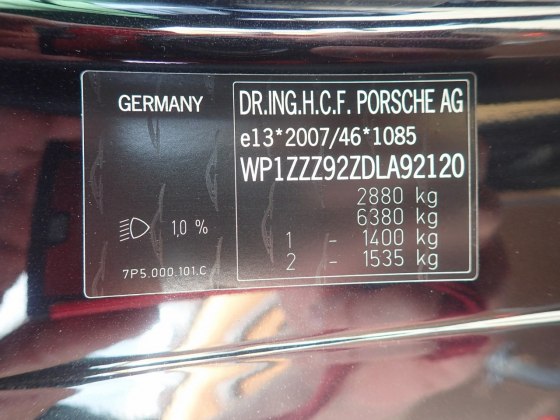 GERMANY
DR.ING.H.C.F. PORSCHE AG
e13*2007/46*1085
WP1ZZZ92ZDLA92120
2880 kg
6380 kg
1 - 1400 kg
2 - 1535 kg
1,0 %
7P5.000.101.C